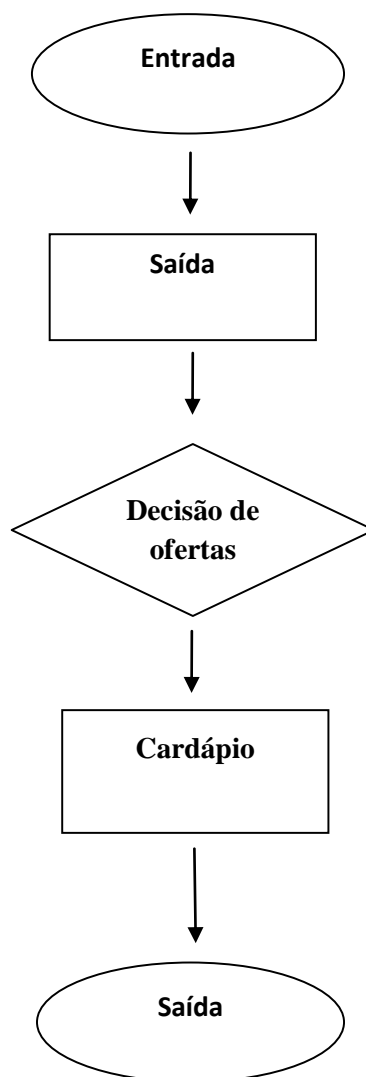 Entrada
Saída
Decisão de
ofertas
Cardápio
Saída